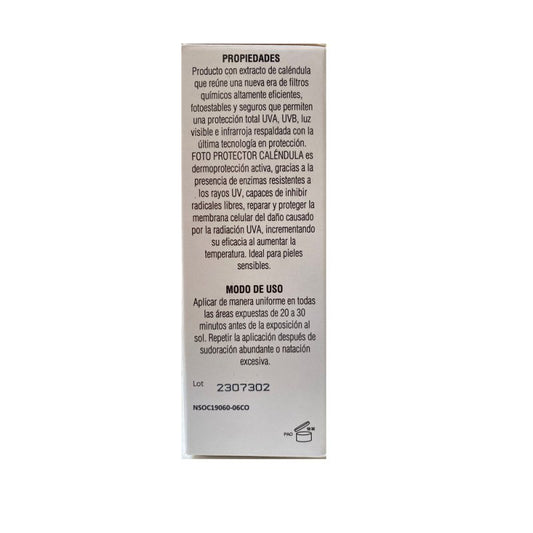 PROPIEDADES
Producto con extracto de caléndula
que reúne una nueva era de filtros
químicos altamente eficientes,
fotoestables y seguros que permiten
una protección total UVA, UVB, luz
visible e infrarroja respaldada con la
última tecnología en protección.
FOTO PROTECTOR CALÉNDULA es
dermoprotección activa, gracias a la
presencia de enzimas resistentes a
los rayos UV, capaces de inhibir
radicales libres, reparar y proteger la
membrana celular del daño causado
por la radiación UVA, incrementando
su eficacia al aumentar la
temperatura. Ideal para pieles
sensibles.
MODO DE USO
Aplicar de manera uniforme en todas
las áreas expuestas de 20 a 30
minutos antes de la exposición al
sol. Repetir la aplicación después de
sudoración abundante o natación
excesiva.
Lot 2307302
NSOC19060-06CO
PAO